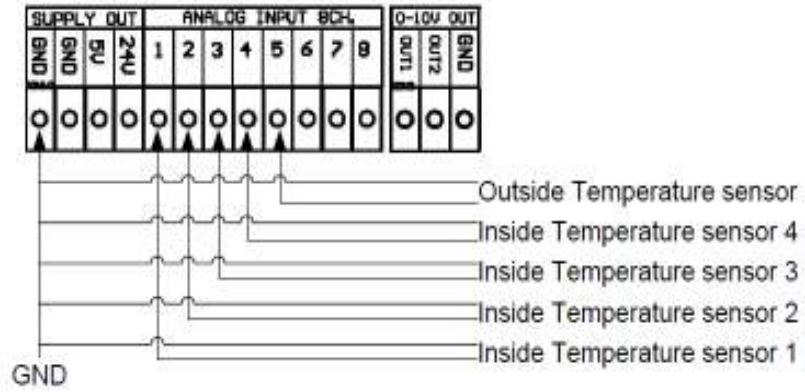 SUPPLY OUT ANALOG INPUT 8CH. 0-10V OUT
GND GND 5V 24V 1 2 3 4 5 6 7 8 OUT1 OUT2 GND
Outside Temperature sensor
Inside Temperature sensor 4
Inside Temperature sensor 3
Inside Temperature sensor 2
Inside Temperature sensor 1
GND